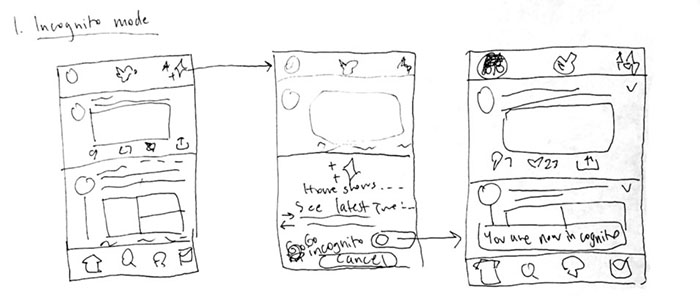 1. Incognito mode
Home shows...
See latest Twe...
Go
incognito
Cancel
You are now incognito